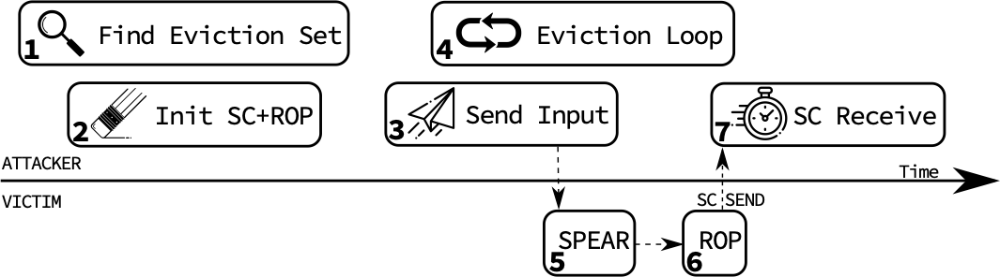 1 Find Eviction Set
4 Eviction Loop
2 Init SC+ROP
3 Send Input
7 SC Receive
ATTACKER
Time
VICTIM
SC SEND
5 SPEAR
6 ROP